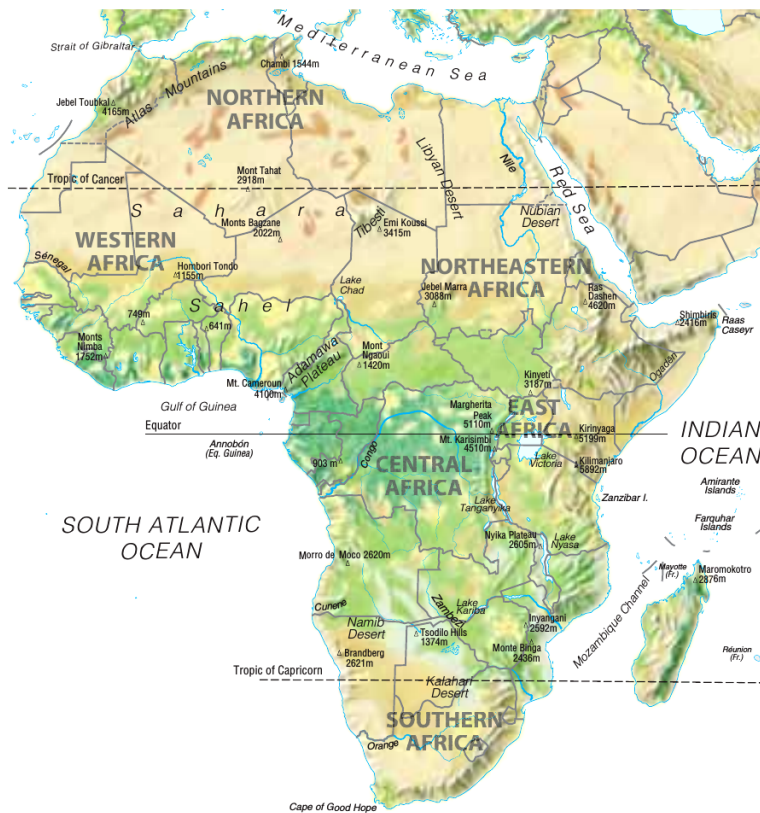 Mediterranean Sea
Strait of Gibraltar
Chambi 1544m
Atlas Mountains
Jebel Toubkal
4165m
NORTHERN
AFRICA
Libyan Desert
Nile
Red Sea
Mont Tahat
2918m
Tropic of Cancer
Sahara
Tibesti
Emi Koussi
3415m
Nubian
Desert
Monts Bagzane
2022m
WESTERN
AFRICA
Sénégal
Hombori Tondo
1155m
NORTHEASTERN
AFRICA
Lake
Chad
Jebel Marra
3088m
Ras
Dashen
4620m
Sahel
749m
641m
Shimbiris
2416m
Raas
Caseyr
Monts
Nimba
1752m
Adamawa
Plateau
Mont
Ngaoui
1420m
Ogadan
Mt. Cameroun
4100m
Kinyeti
3187m
Gulf of Guinea
Margherita
Peak
5110m
EAST
AFRICA
Equator
Kirinyaga
5199m
INDIAN
OCEAN
Annobón
(Eq. Guinea)
Mt. Karisimbi
4510m
Congo
903 m
CENTRAL
AFRICA
Lake
Victoria
Kilimanjaro
5892m
Amirante
Islands
Lake
Tanganyika
Zanzibar I.
SOUTH ATLANTIC
OCEAN
Farquhar
Islands
Nyika Plateau
2605m
Lake
Nyasa
Morro de Moco 2620m
Mayotte
(Fr.)
Maromokotro
2876m
Cunene
Zambezi
Lake
Kariba
Mozambique Channel
Namib
Desert
Tsodilo Hills
1374m
Inyangani
2592m
Brandberg
2621m
Monte Binga
2436m
Réunion
(Fr.)
Tropic of Capricorn
Kalahari
Desert
SOUTHERN
AFRICA
Orange
Cape of Good Hope